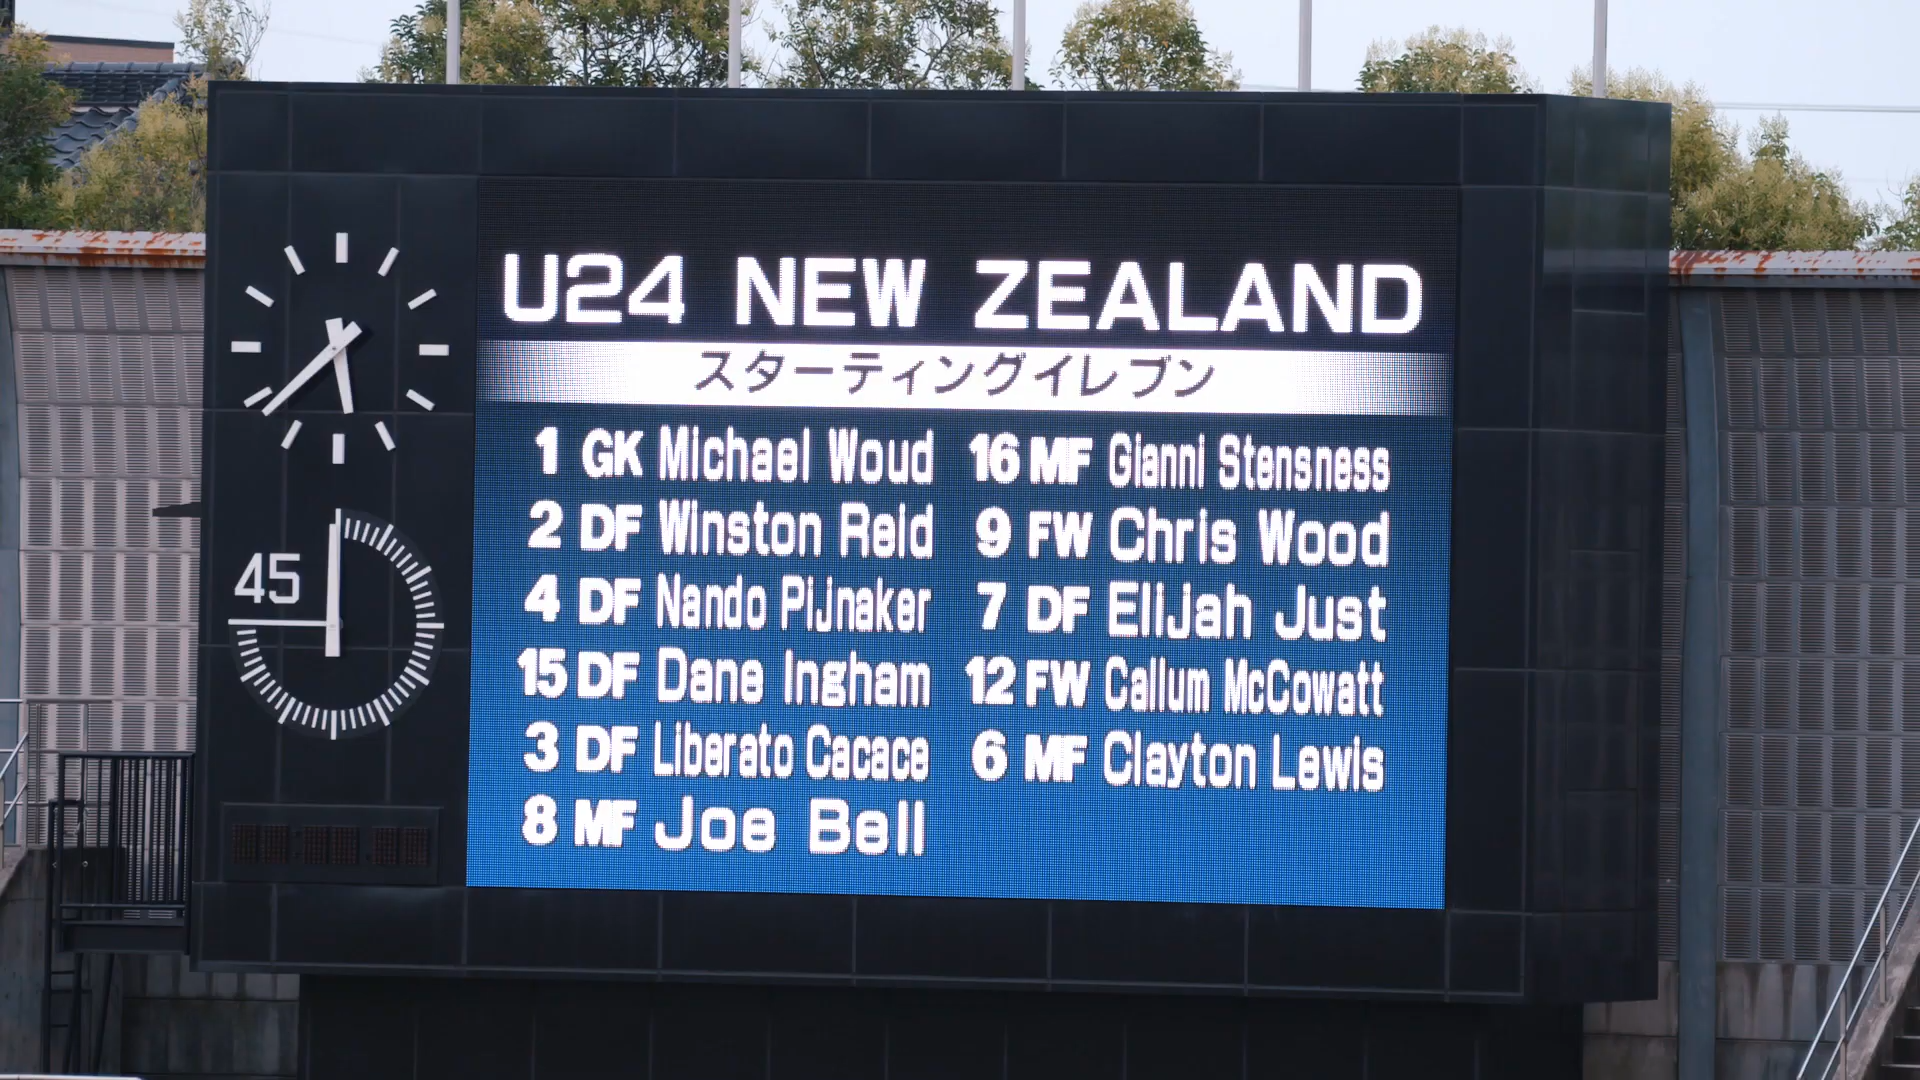 U24 NEW ZEALAND
スターティングイレブン
1 GK Michael Woud
2 DF Winston Reid
4 DF Nando Pijnaker
15 DF Dane Ingham
3 DF Liberato Cacace
8 MF Joe Bell
16 MF Gianni Stensness
9 FW Chris Wood
7 DF Elijah Just
12 FW Callum McCowatt
6 MF Clayton Lewis
45